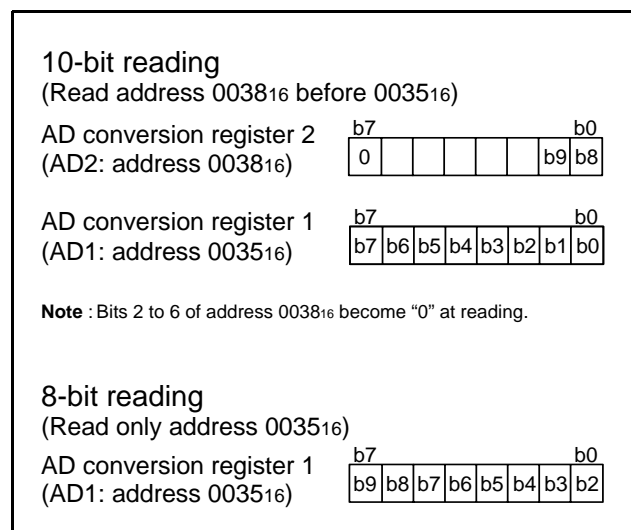 10-bit reading
(Read address 003816 before 003516)
AD conversion register 2
b7 b0
(AD2: address 003816)
0 b9 b8
AD conversion register 1
b7 b0
(AD1: address 003516)
b7 b6 b5 b4 b3 b2 b1 b0
Note : Bits 2 to 6 of address 003816 become “0” at reading.
8-bit reading
(Read only address 003516)
AD conversion register 1
b7 b0
(AD1: address 003516)
b9 b8 b7 b6 b5 b4 b3 b2